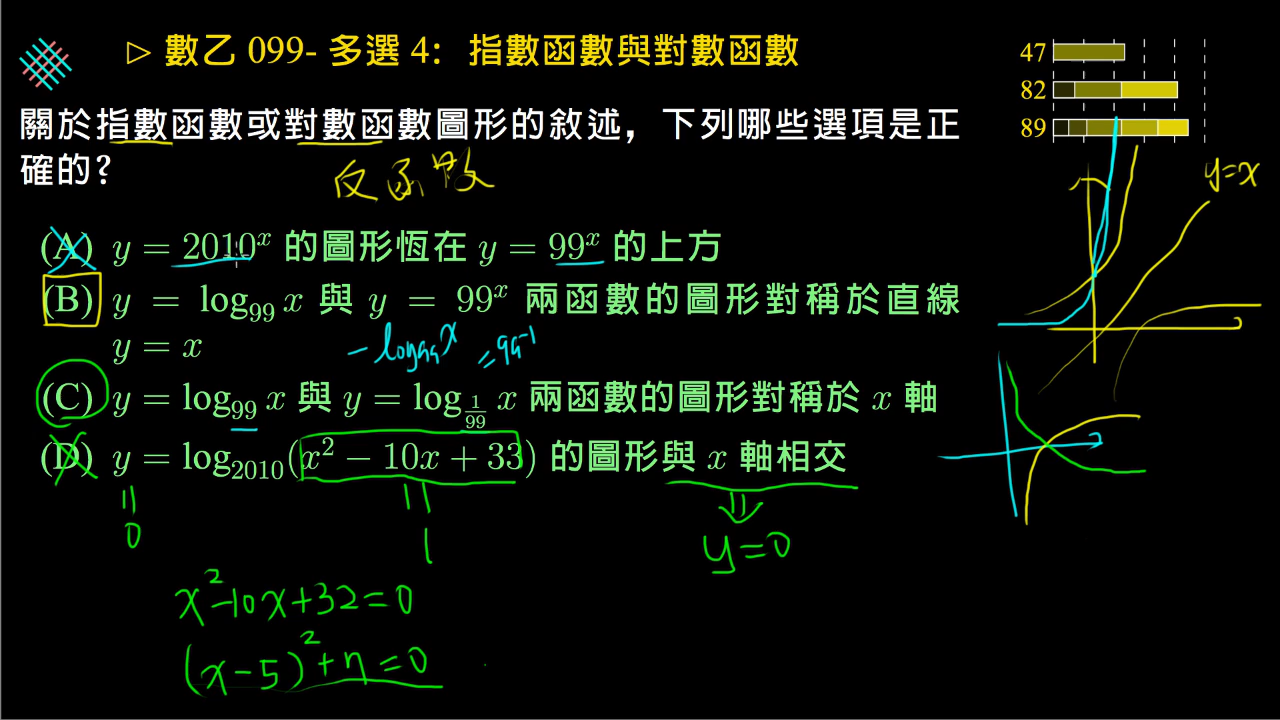 ▷ 數乙 099- 多選 4: 指數函數與對數函數
47
82
89
關於指數函數或對數函數圖形的敘述，下列哪些選項是正
確的?
反函數
y=x
(A) y = 2010^x 的圖形恆在 y = 99^x 的上方
(B) y = log_99 x 與 y = 99^x 兩函數的圖形對稱於直線
y = x
-log_99 x
=99^-1
(C) y = log_99 x 與 y = log_{1/99} x 兩函數的圖形對稱於 x 軸
(D) y = log_2010(x^2 − 10x + 33) 的圖形與 x 軸相交
0
1
y=0
x^2-10x+32=0
(x-5)^2+7=0